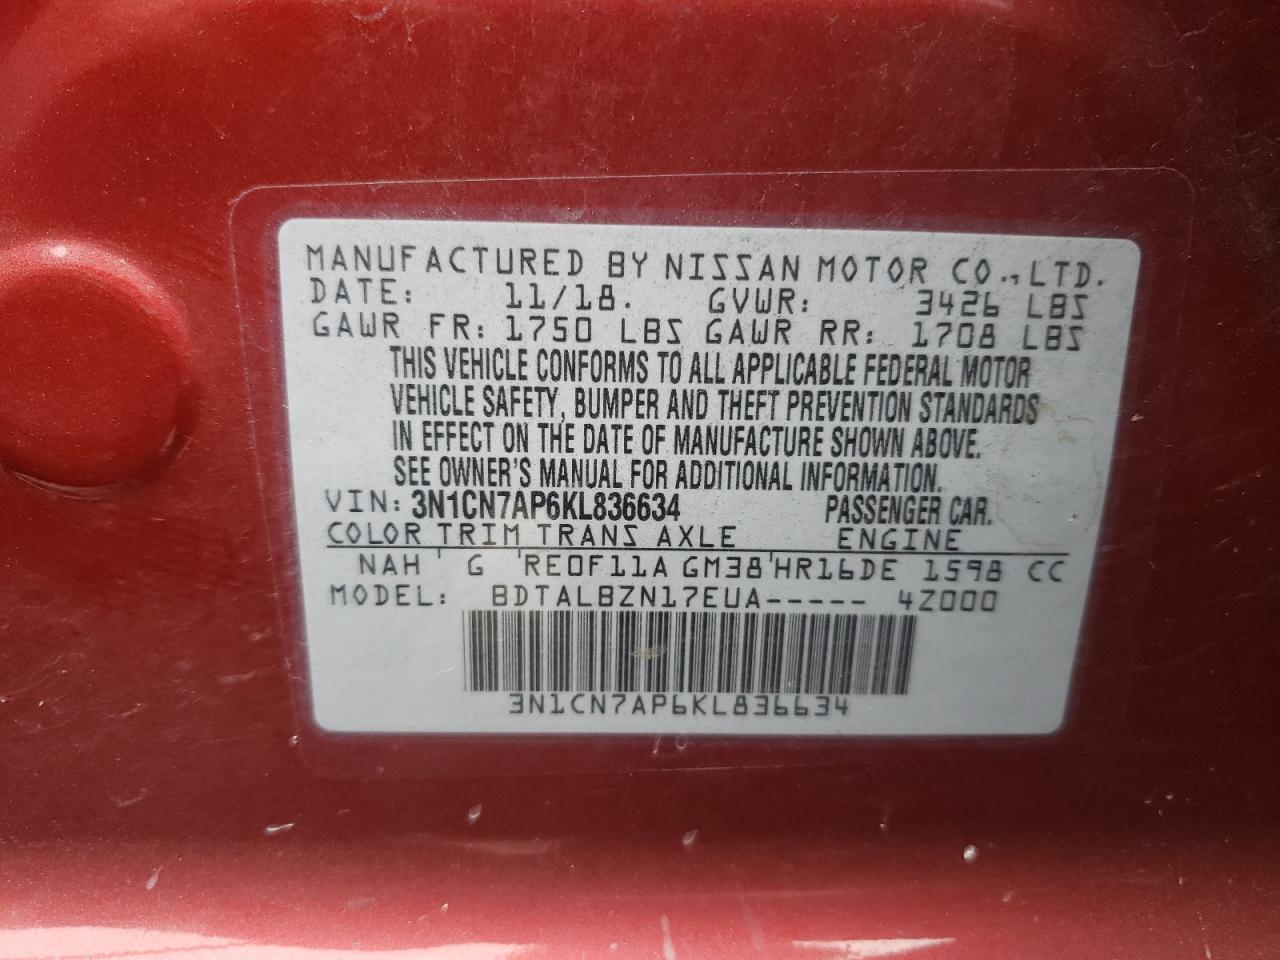 MANUFACTURED BY NISSAN MOTOR CO., LTD.
DATE: 11/18. GVWR: 3426 LBS
GAWR FR: 1750 LBS GAWR RR: 1708 LBS
THIS VEHICLE CONFORMS TO ALL APPLICABLE FEDERAL MOTOR
VEHICLE SAFETY, BUMPER AND THEFT PREVENTION STANDARDS
IN EFFECT ON THE DATE OF MANUFACTURE SHOWN ABOVE.
SEE OWNER'S MANUAL FOR ADDITIONAL INFORMATION.
VIN: 3N1CN7AP6KL836634 PASSENGER CAR.
COLOR TRIM TRANS AXLE ENGINE
NAH ' G 'RE0F11A GM38'HR16DE 1598 CC
MODEL: BDTALBZN17EUA----- 4Z000
3N1CN7AP6KL836634